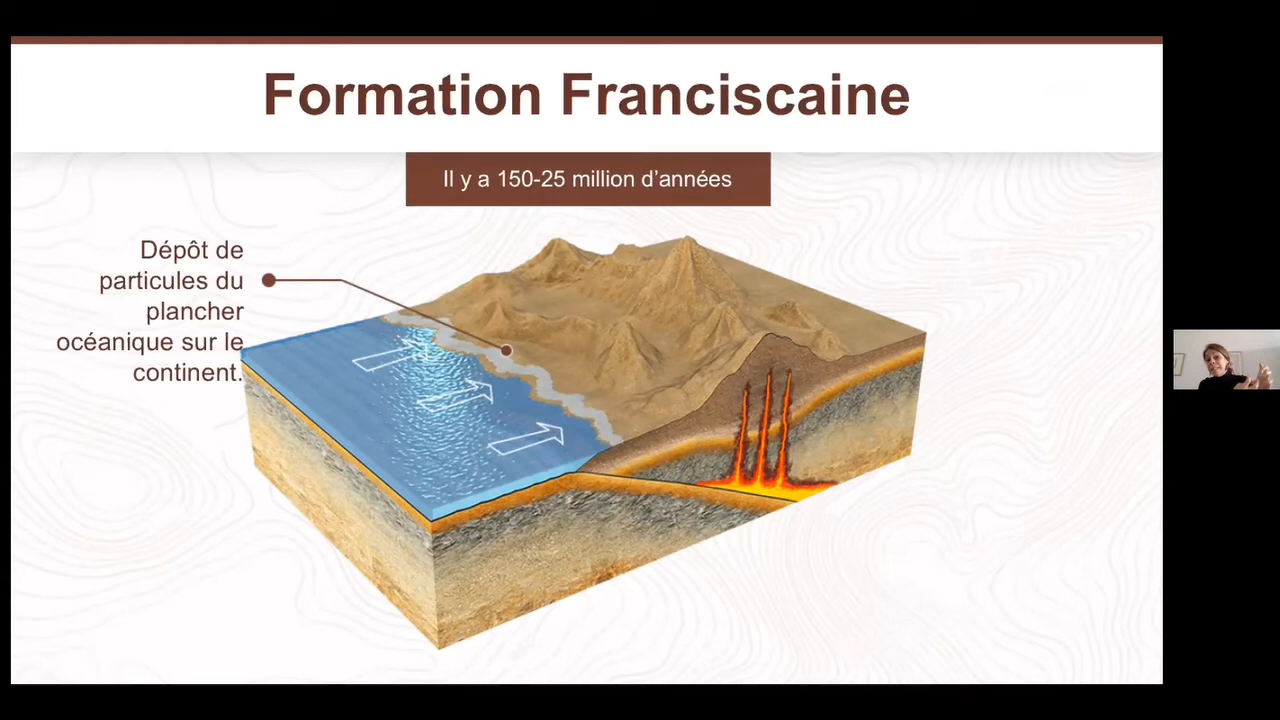 Formation Franciscaine
Il y a 150-25 million d’années
Dépôt de
particules du
plancher
océanique sur le
continent.